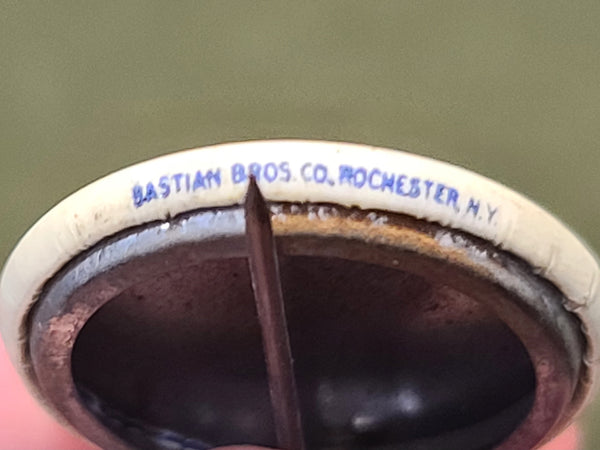 BASTIAN BROS. CO. ROCHESTER, N.Y.